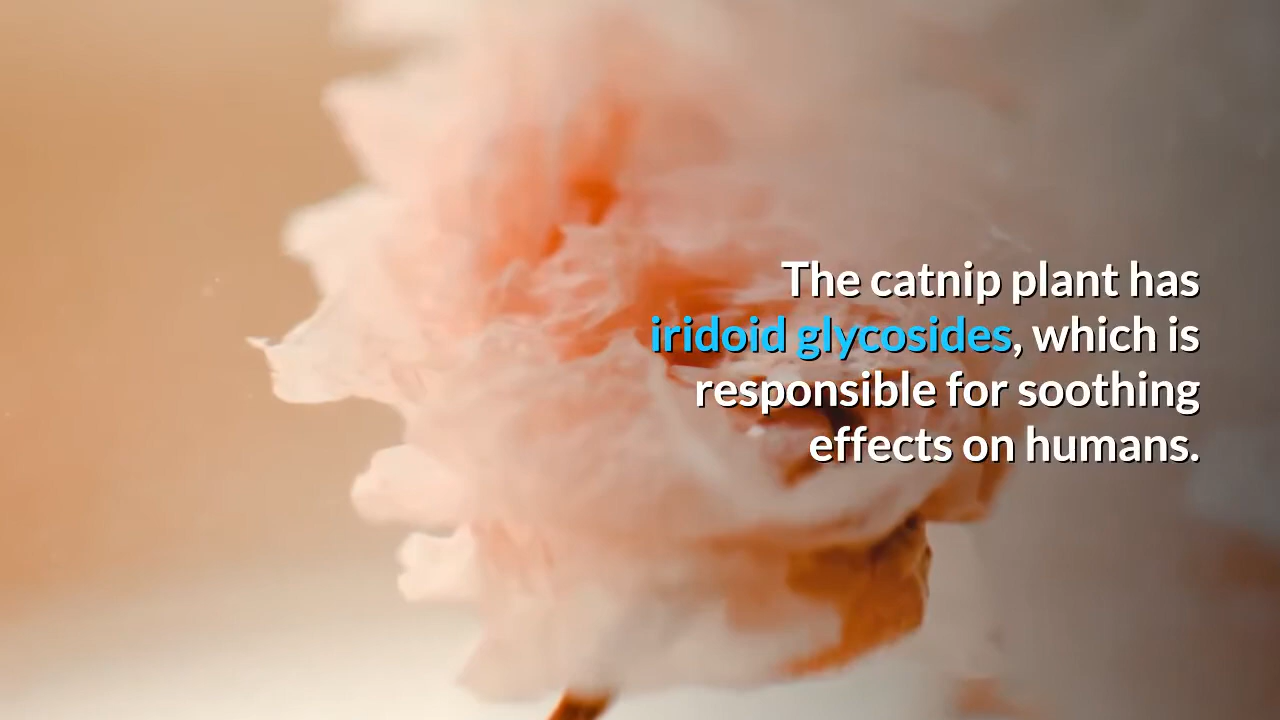 The catnip plant has
iridoid glycosides, which is
responsible for soothing
effects on humans.